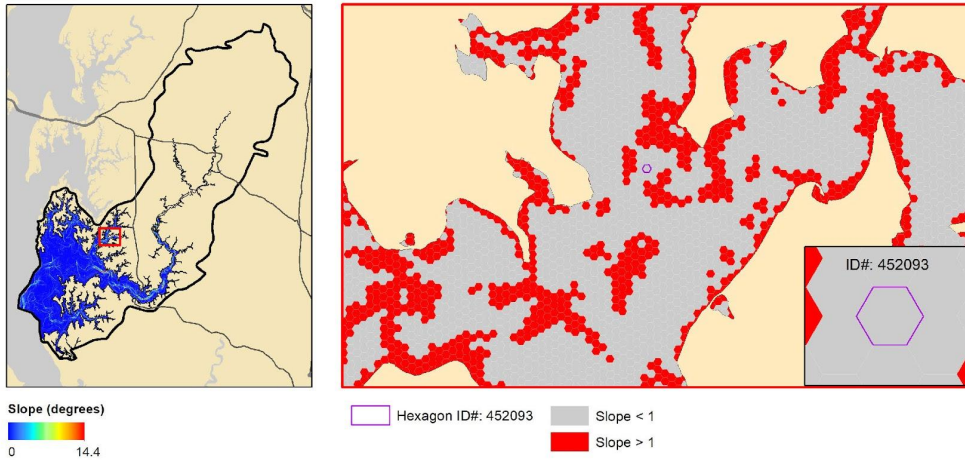 ID#: 452093
Slope (degrees)
0 14.4
Hexagon ID#: 452093
Slope < 1
Slope > 1